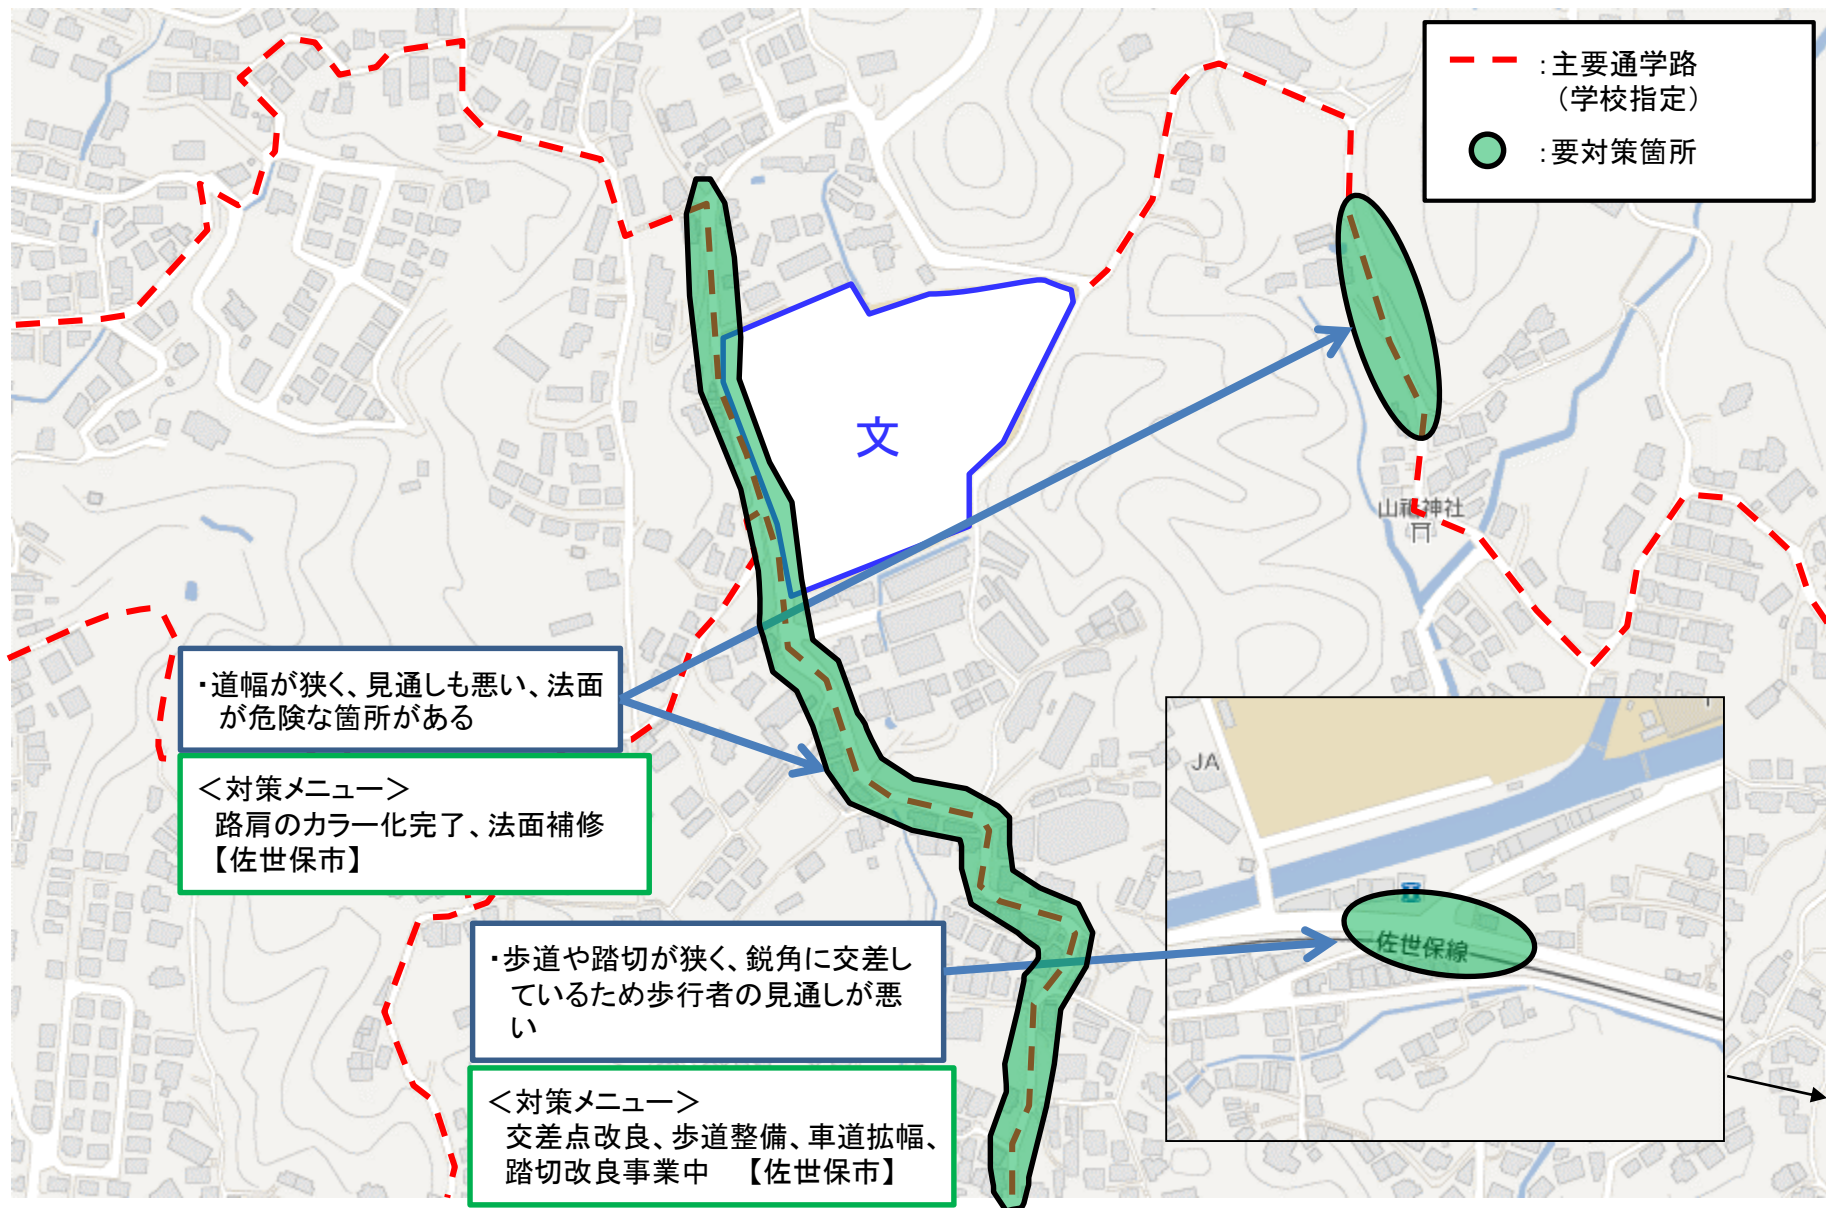 ：主要通学路
（学校指定）
：要対策箇所
文
山祗神社
・道幅が狭く、見通しも悪い、法面
が危険な箇所がある
＜対策メニュー＞
路肩のカラー化完了、法面補修
【佐世保市】
JA
佐世保線
・歩道や踏切が狭く、鋭角に交差し
ているため歩行者の見通しが悪
い
＜対策メニュー＞
交差点改良、歩道整備、車道拡幅、
踏切改良事業中　【佐世保市】